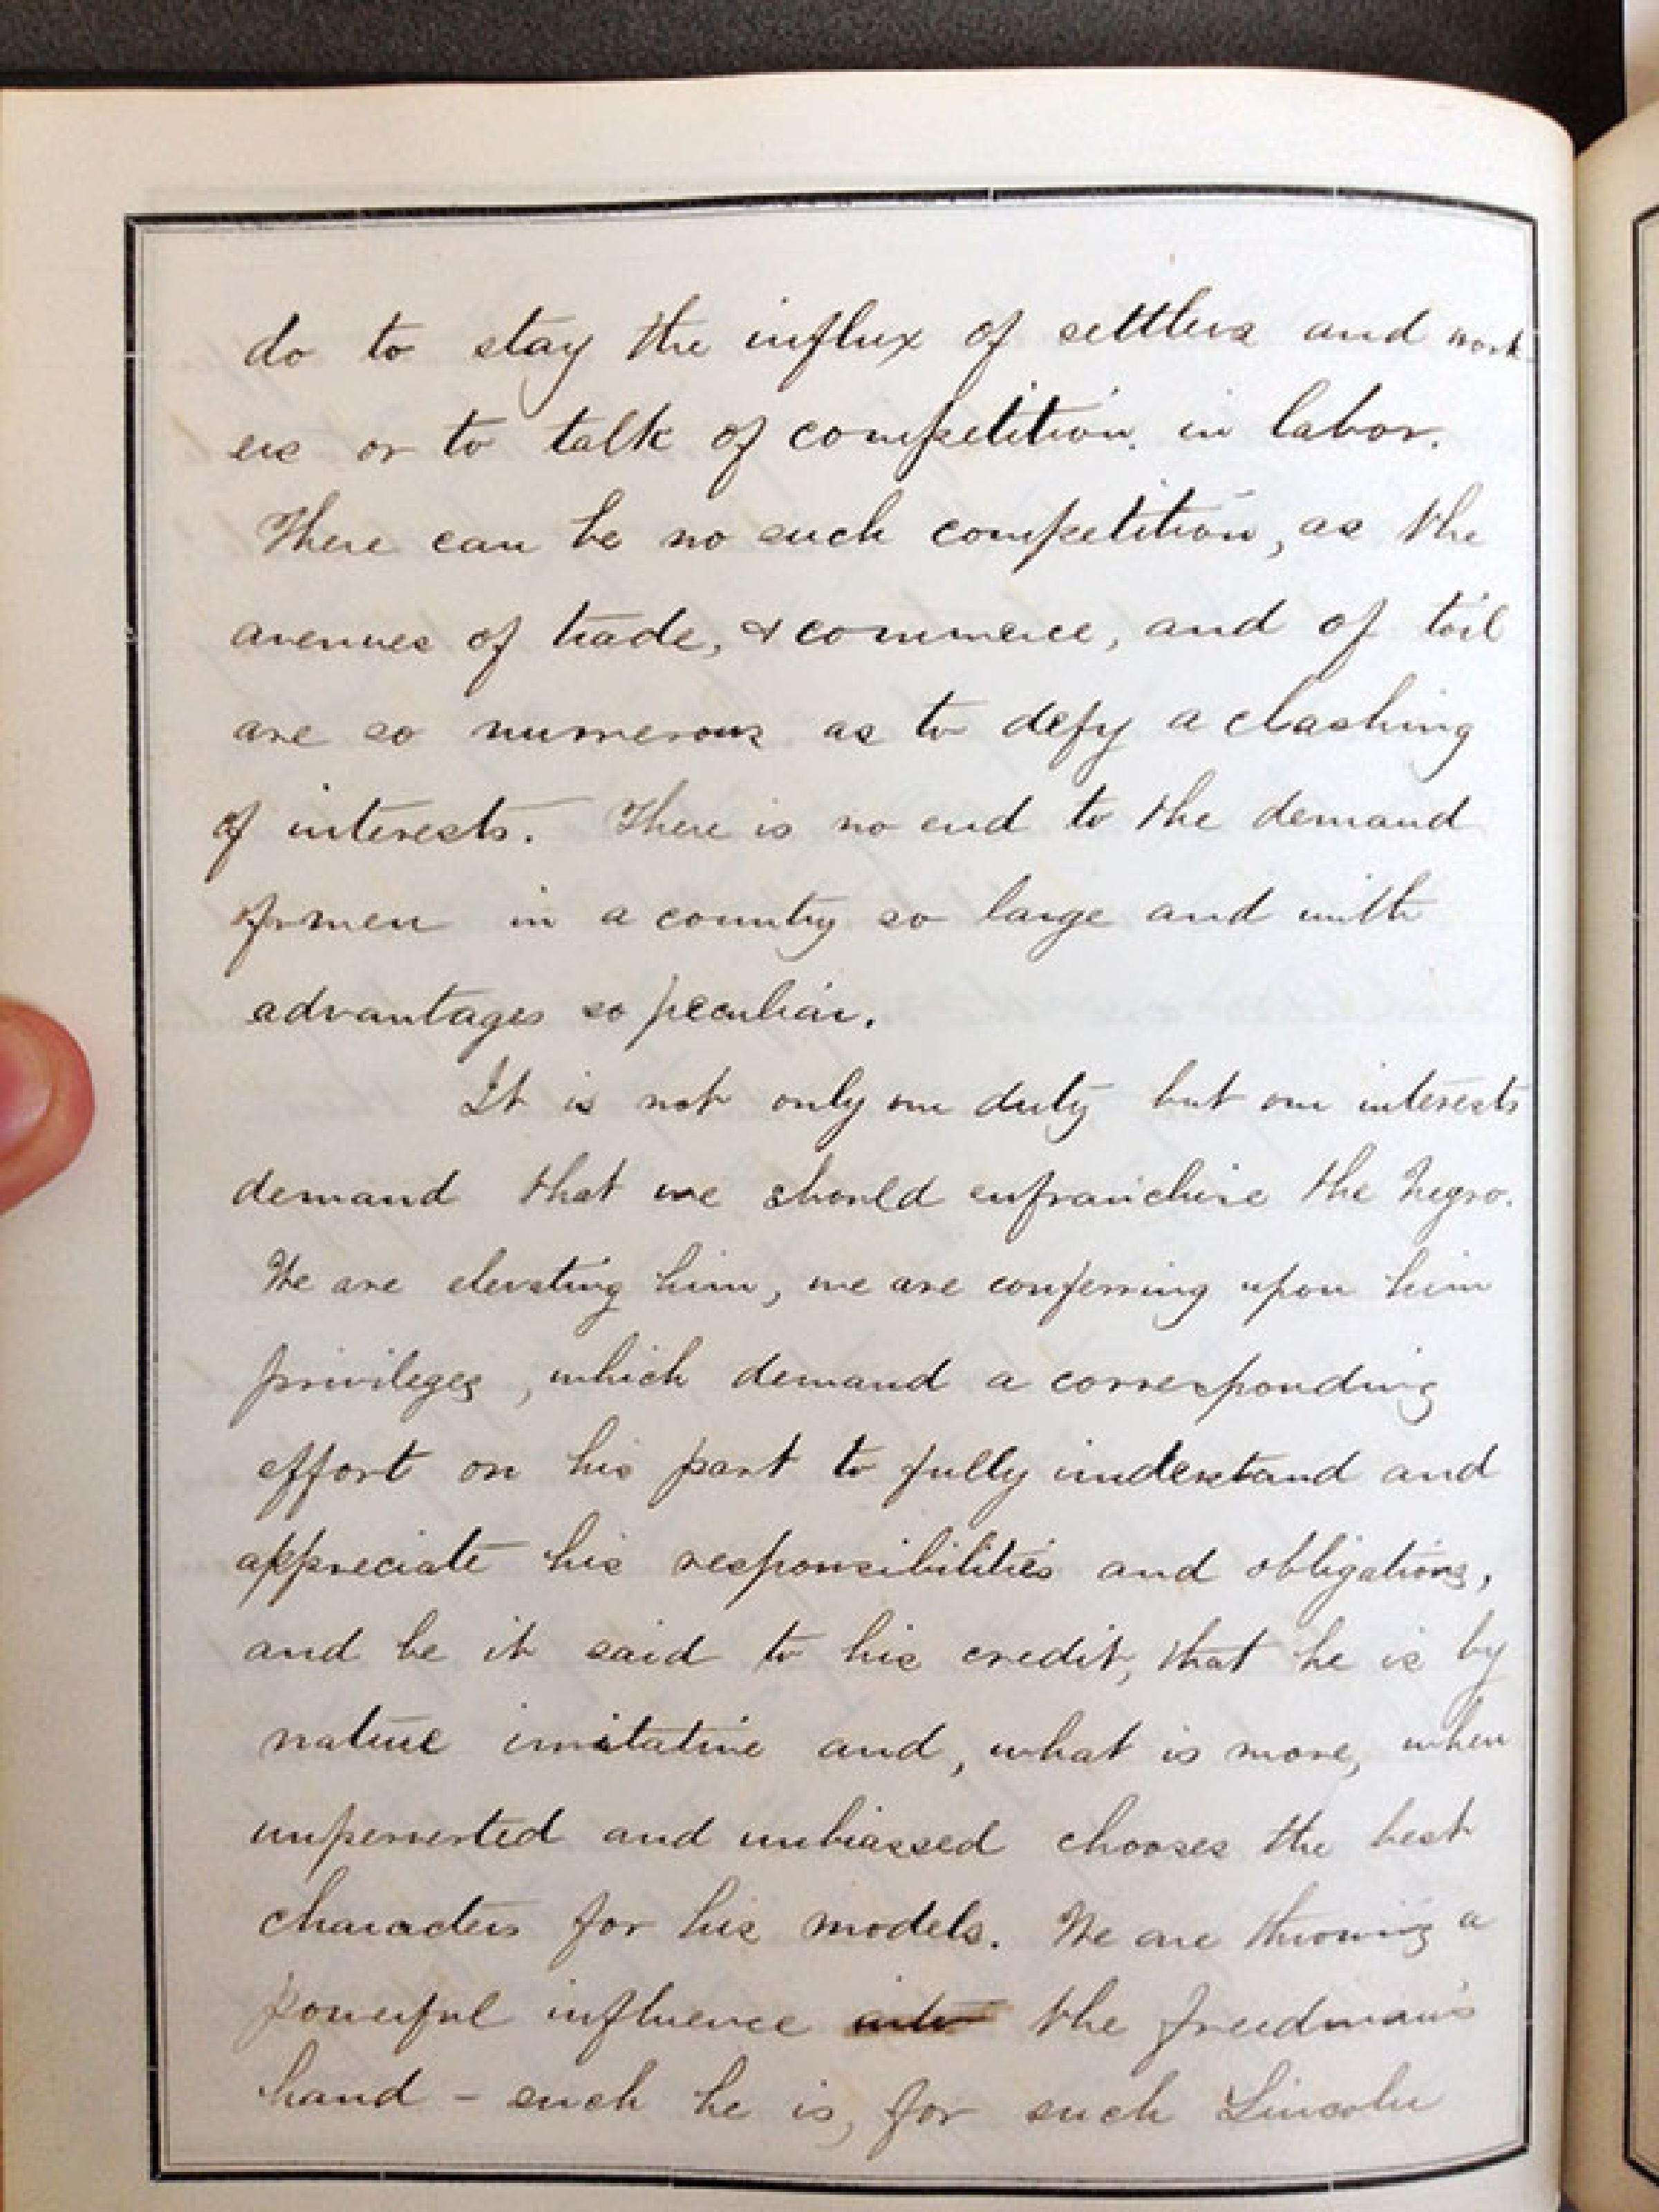 do to stay the influx of settlers and work-
ers or to talk of competition in labor.
There can be no such competition, as the
avenues of trade, & commerce, and of toil
are so numerous as to defy a clashing
of interests. There is no end to the demand
for men in a country so large and with
advantages so peculiar.
It is not only our duty but our interests
demand that we should enfranchise the Negro.
We are elevating him, we are conferring upon him
privileges, which demand a corresponding
effort on his part to fully understand and
appreciate his responsibilities and obligations,
and be it said to his credit, that he is by
nature imitative and, what is more, when
unperverted and unbiassed chooses the best
characters for his models. We are throwing a
powerful influence into the freedman's
hand - such he is, for such Lincoln